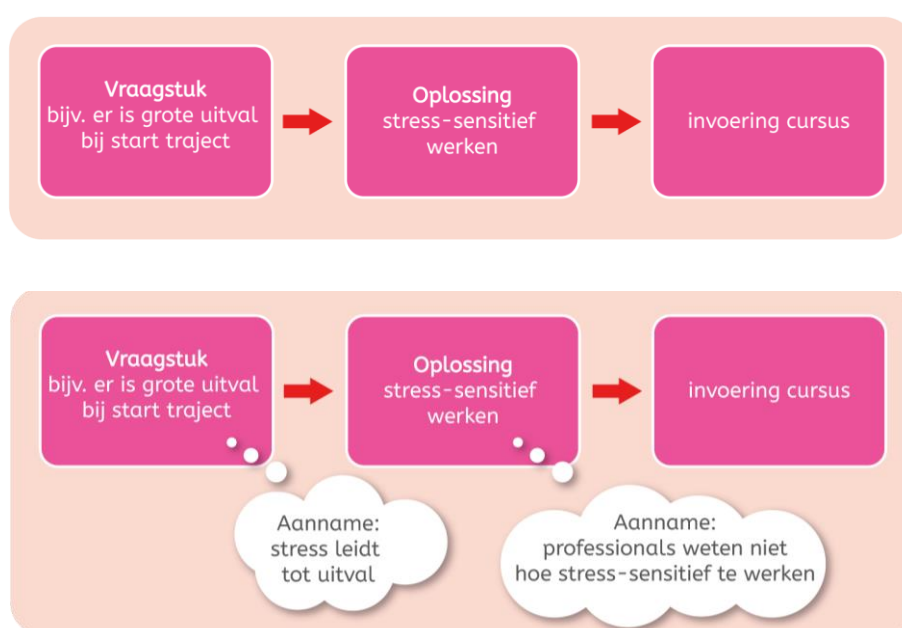 Vraagstuk
bijv. er is grote uitval
bij start traject
Oplossing
stress-sensitief
werken
invoering cursus
Vraagstuk
bijv. er is grote uitval
bij start traject
Oplossing
stress-sensitief
werken
invoering cursus
Aanname:
stress leidt
tot uitval
Aanname:
professionals weten niet
hoe stress-sensitief te werken